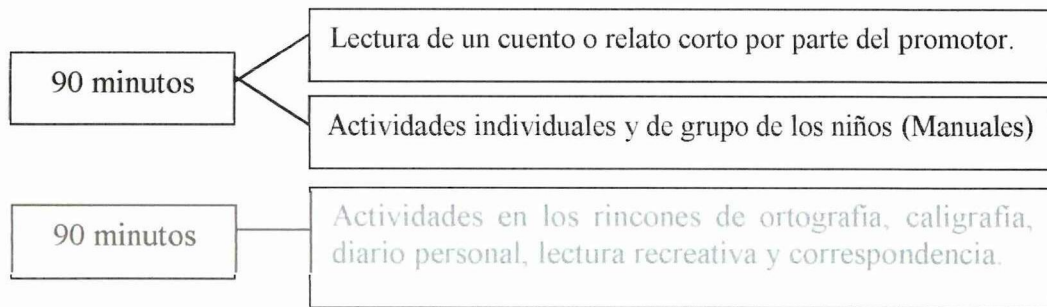 90 minutos
Lectura de un cuento o relato corto por parte del promotor.
Actividades individuales y de grupo de los niños (Manuales)
90 minutos
Actividades en los rincones de ortografía, caligrafía,
diario personal, lectura recreativa y correspondencia.